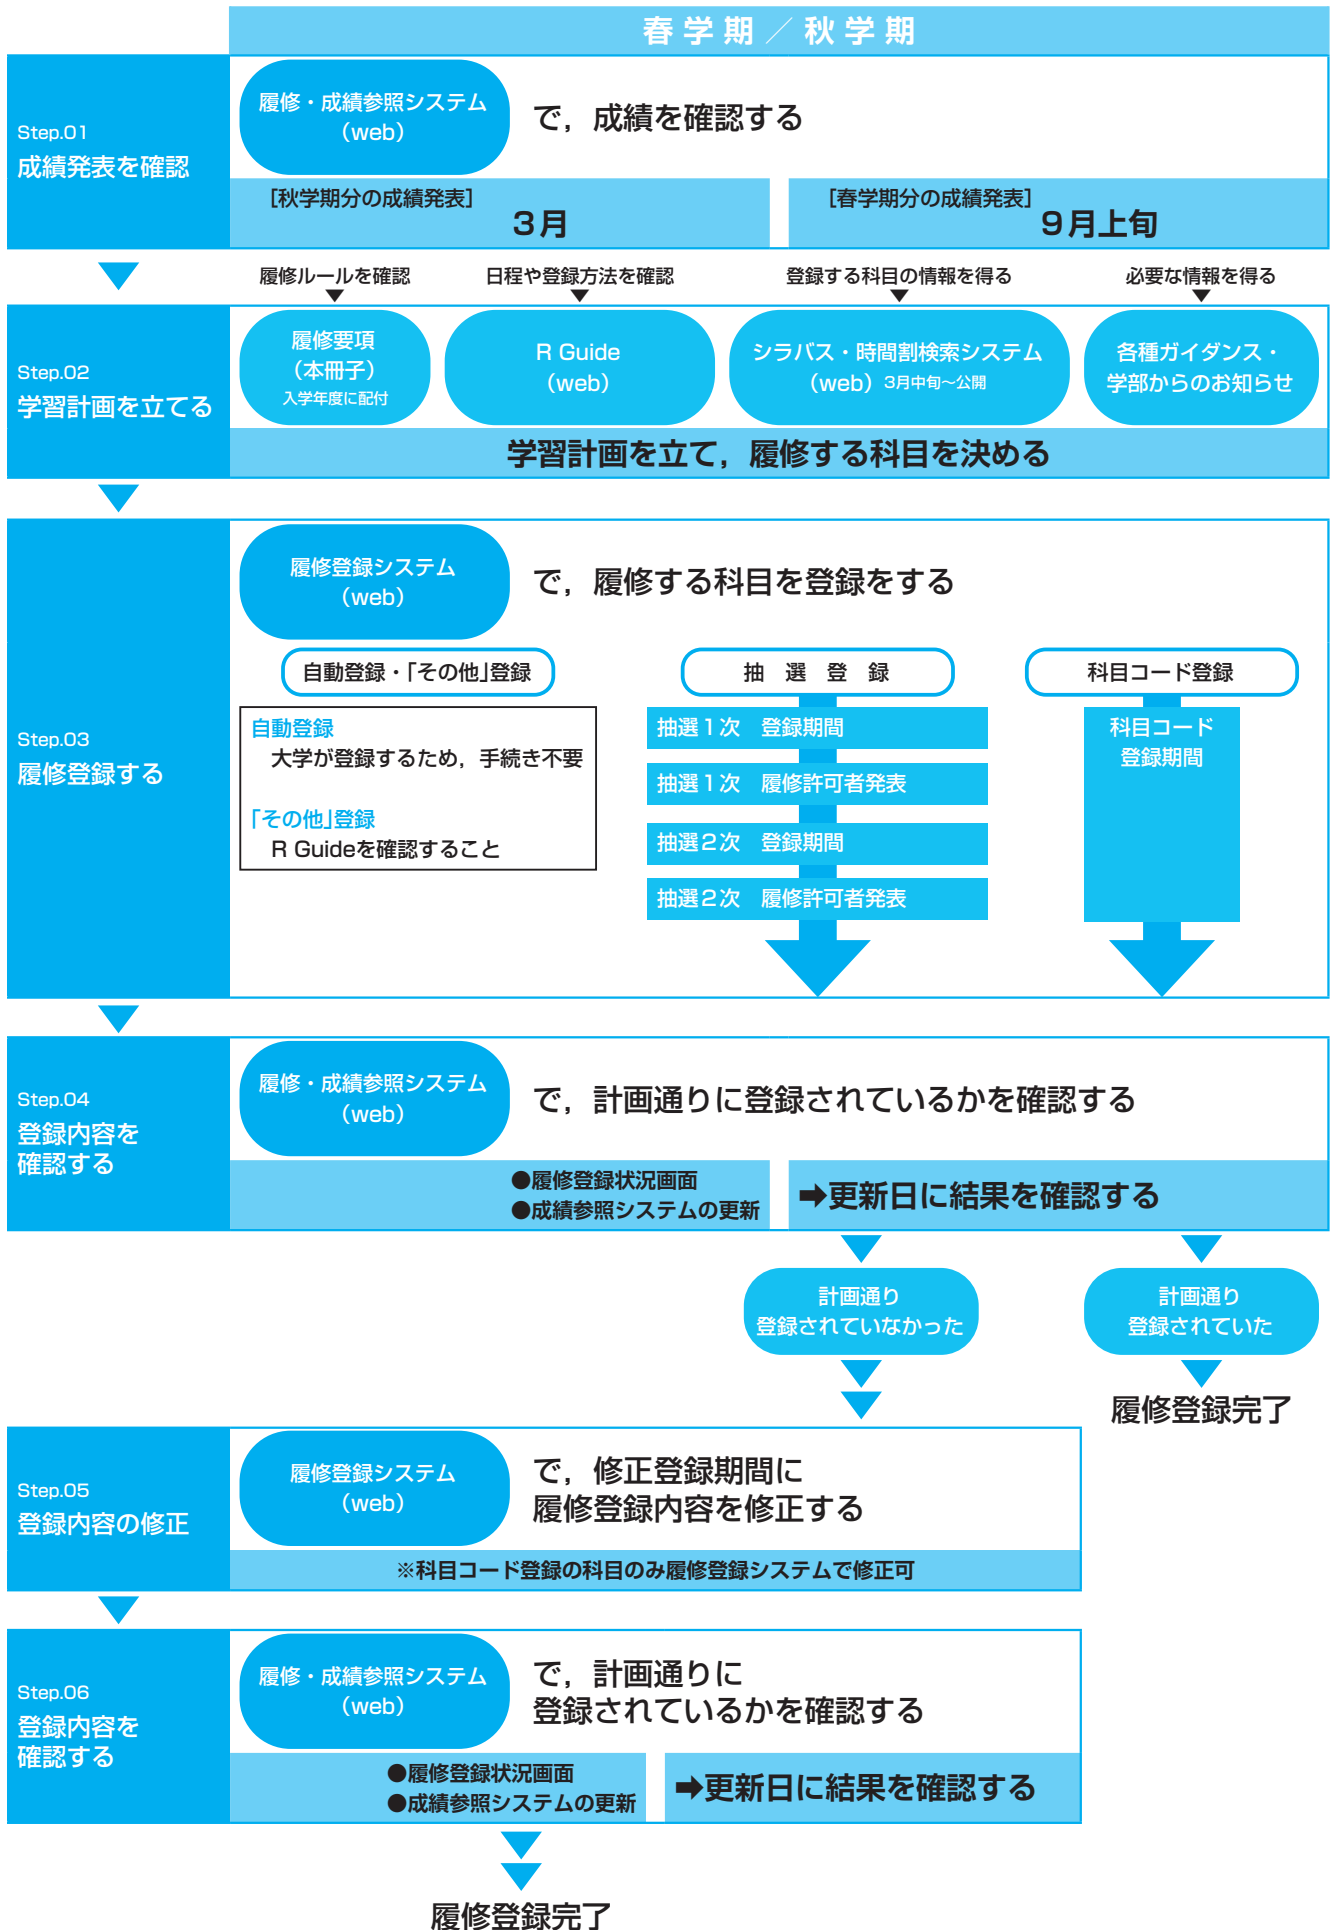 春学期／秋学期
Step.01
成績発表を確認
履修・成績参照システム
（web）
で，成績を確認する
［秋学期分の成績発表］
3月
［春学期分の成績発表］
9月上旬
履修ルールを確認
日程や登録方法を確認
登録する科目の情報を得る
必要な情報を得る
Step.02
学習計画を立てる
履修要項
（本冊子）
入学年度に配付
R Guide
（web）
シラバス・時間割検索システム
（web）3月中旬～公開
各種ガイダンス・
学部からのお知らせ
学習計画を立て，履修する科目を決める
Step.03
履修登録する
履修登録システム
（web）
で，履修する科目を登録をする
自動登録・「その他」登録
自動登録
大学が登録するため，手続き不要
「その他」登録
R Guideを確認すること
抽選登録
抽選1次　登録期間
抽選1次　履修許可者発表
抽選2次　登録期間
抽選2次　履修許可者発表
科目コード登録
科目コード
登録期間
Step.04
登録内容を
確認する
履修・成績参照システム
（web）
で，計画通りに登録されているかを確認する
●履修登録状況画面
●成績参照システムの更新
➡更新日に結果を確認する
計画通り
登録されていなかった
計画通り
登録されていた
履修登録完了
Step.05
登録内容の修正
履修登録システム
（web）
で，修正登録期間に
履修登録内容を修正する
※科目コード登録の科目のみ履修登録システムで修正可
Step.06
登録内容を
確認する
履修・成績参照システム
（web）
で，計画通りに
登録されているかを確認する
●履修登録状況画面
●成績参照システムの更新
➡更新日に結果を確認する
履修登録完了